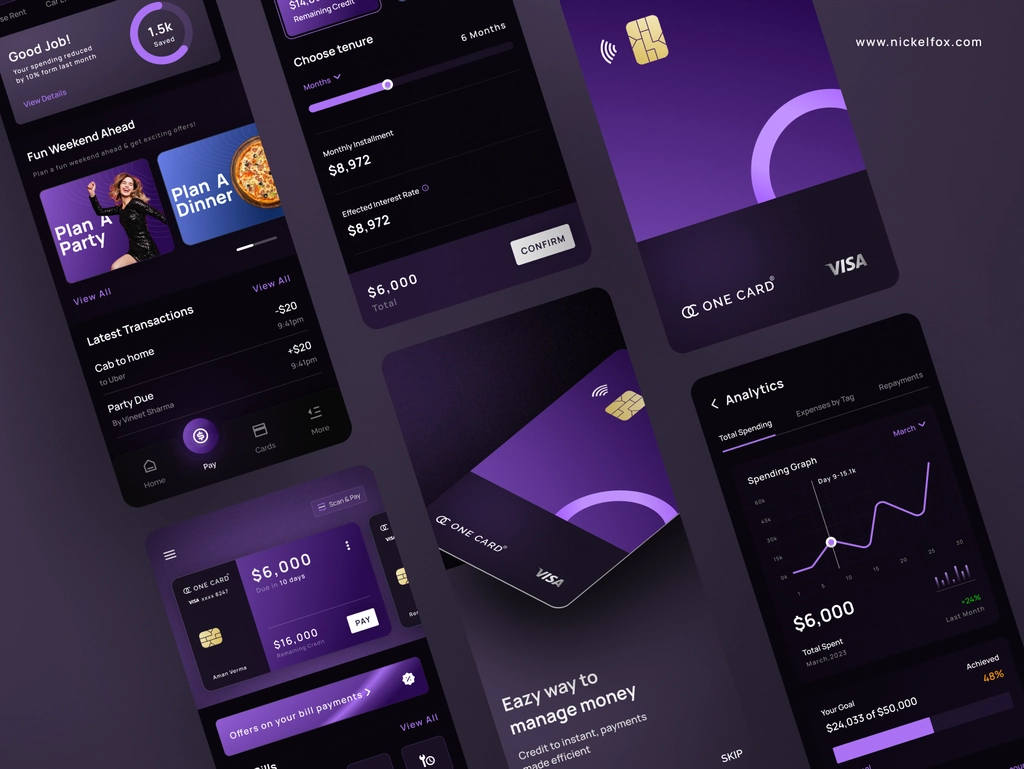 www.nickelfox.com
se Rent
Good Job!
Your spending reduced
by 10% form last month
View Details
1.5k
Saved
Fun Weekend Ahead
Plan a fun weekend ahead & get exciting offers!
Plan A
Party
Plan A
Dinner
View All
View All
Latest Transactions
Cab to home
to Uber
-$20
9:41pm
Party Due
By Vineet Sharma
+$20
9:41pm
Home
Pay
Cards
More
Remaining Credit
Choose tenure
6 Months
Months
Monthly Installment
$8,972
Effected Interest Rate
$8,972
$6,000
Total
CONFIRM
ONE CARD®
VISA
Scan & Pay
ONE CARD
VISA xxxx 8247
Aman Verma
$6,000
Due in 10 days
$16,000
Remaining Credit
PAY
Offers on your bill payments >
View All
ONE CARD®
VISA
Eazy way to
manage money
Credit to instant, payments
made efficient
SKIP
Analytics
Total Spending
Expenses by Tag
Repayments
Spending Graph
March
Day 9-15.1k
60k
45k
30k
15k
0k
1
5
10
15
20
25
30
$6,000
Total Spent
March,2023
+24%
Last Month
Your Goal
$24,033 of $50,000
Achieved
48%